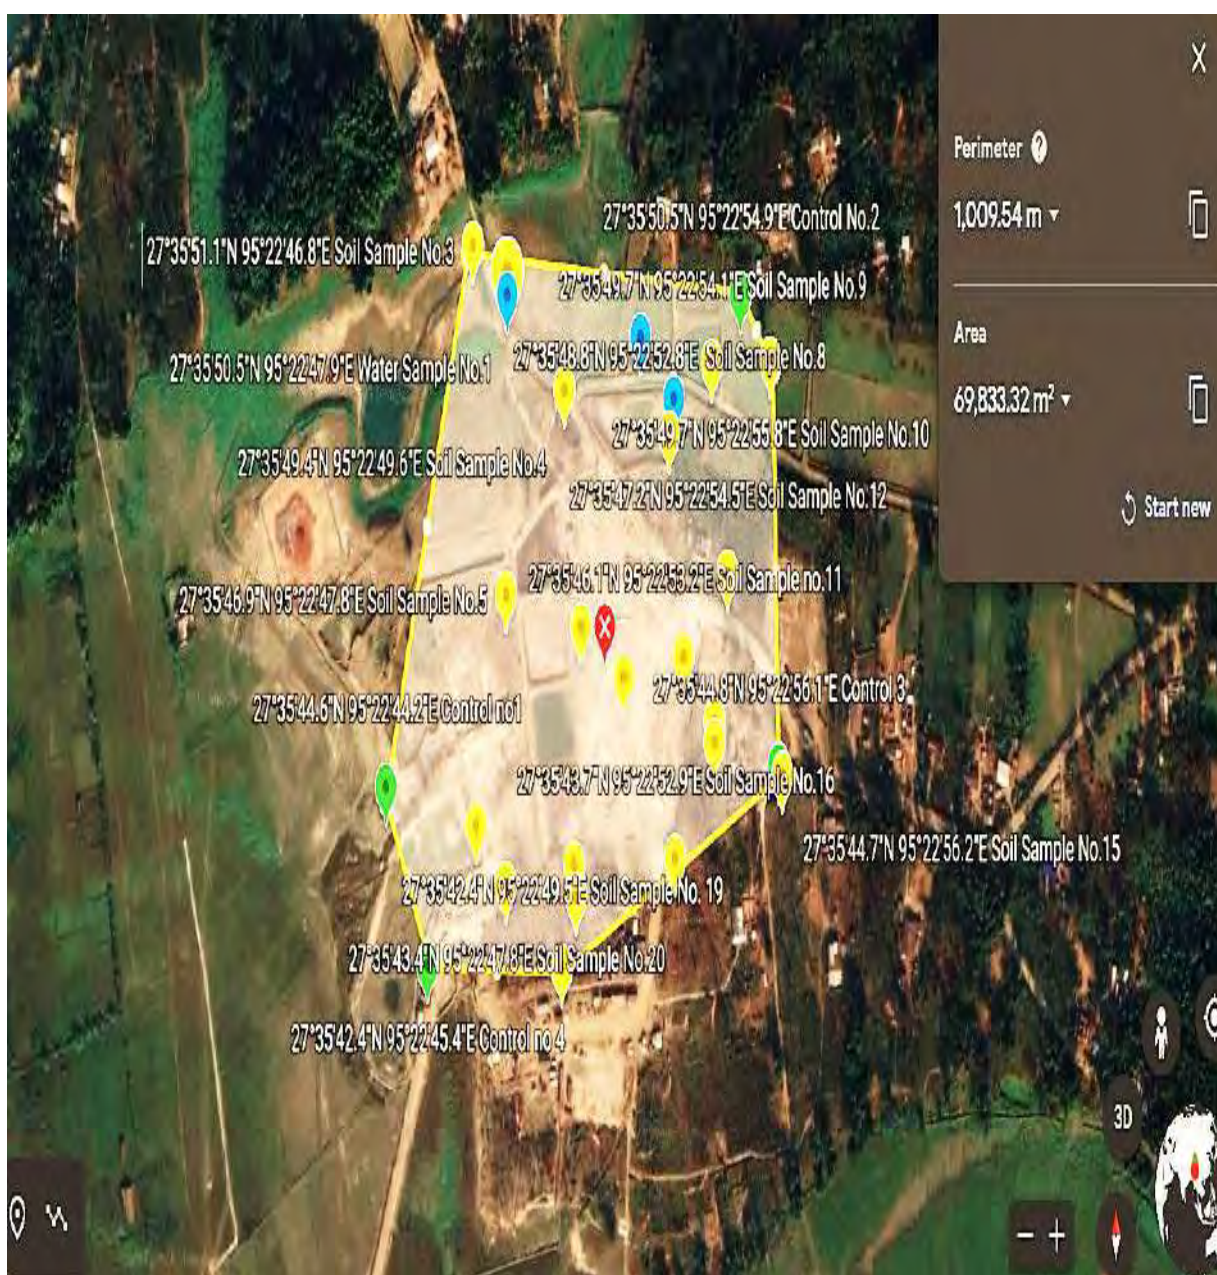 Perimeter ?
27°35'50.5"N 95°22'54.9"E Control No.2
1,009.54 m
27°35'51.1"N 95°22'46.8"E Soil Sample No.3
27°35'49.7"N 95°22'54.1"E Soil Sample No.9
Area
27°35'50.5"N 95°22'47.9"E Water Sample No.1
27°35'48.8"N 95°22'52.8"E Soil Sample No.8
69,833.32 m²
27°35'49.7"N 95°22'55.8"E Soil Sample No.10
27°35'49.4"N 95°22'49.6"E Soil Sample No.4
27°35'47.2"N 95°22'54.5"E Soil Sample No.12
Start new
27°35'46.1"N 95°22'53.2"E Soil Sample no.11
27°35'46.9"N 95°22'47.8"E Soil Sample No.5
27°35'44.8"N 95°22'56.1"E Control 3
27°35'44.6"N 95°22'44.2"E Control no1
27°35'43.7"N 95°22'52.9"E Soil Sample No.16
27°35'44.7"N 95°22'56.2"E Soil Sample No.15
27°35'42.4"N 95°22'49.5"E Soil Sample No. 19
27°35'43.4"N 95°22'47.8"E Soil Sample No.20
27°35'42.4"N 95°22'45.4"E Control no 4
3D